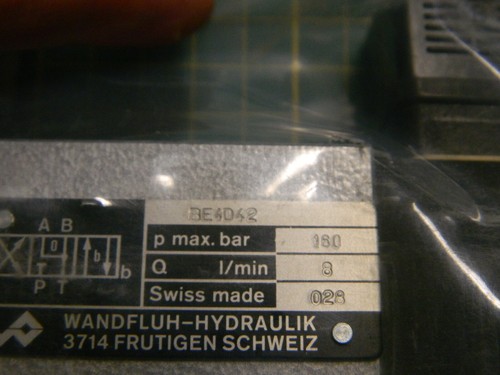 BE4D42
p max. bar 160
Q l/min 8
Swiss made 028
A B
0 b b
T
P T
WANDFLUH-HYDRAULIK
3714 FRUTIGEN SCHWEIZ